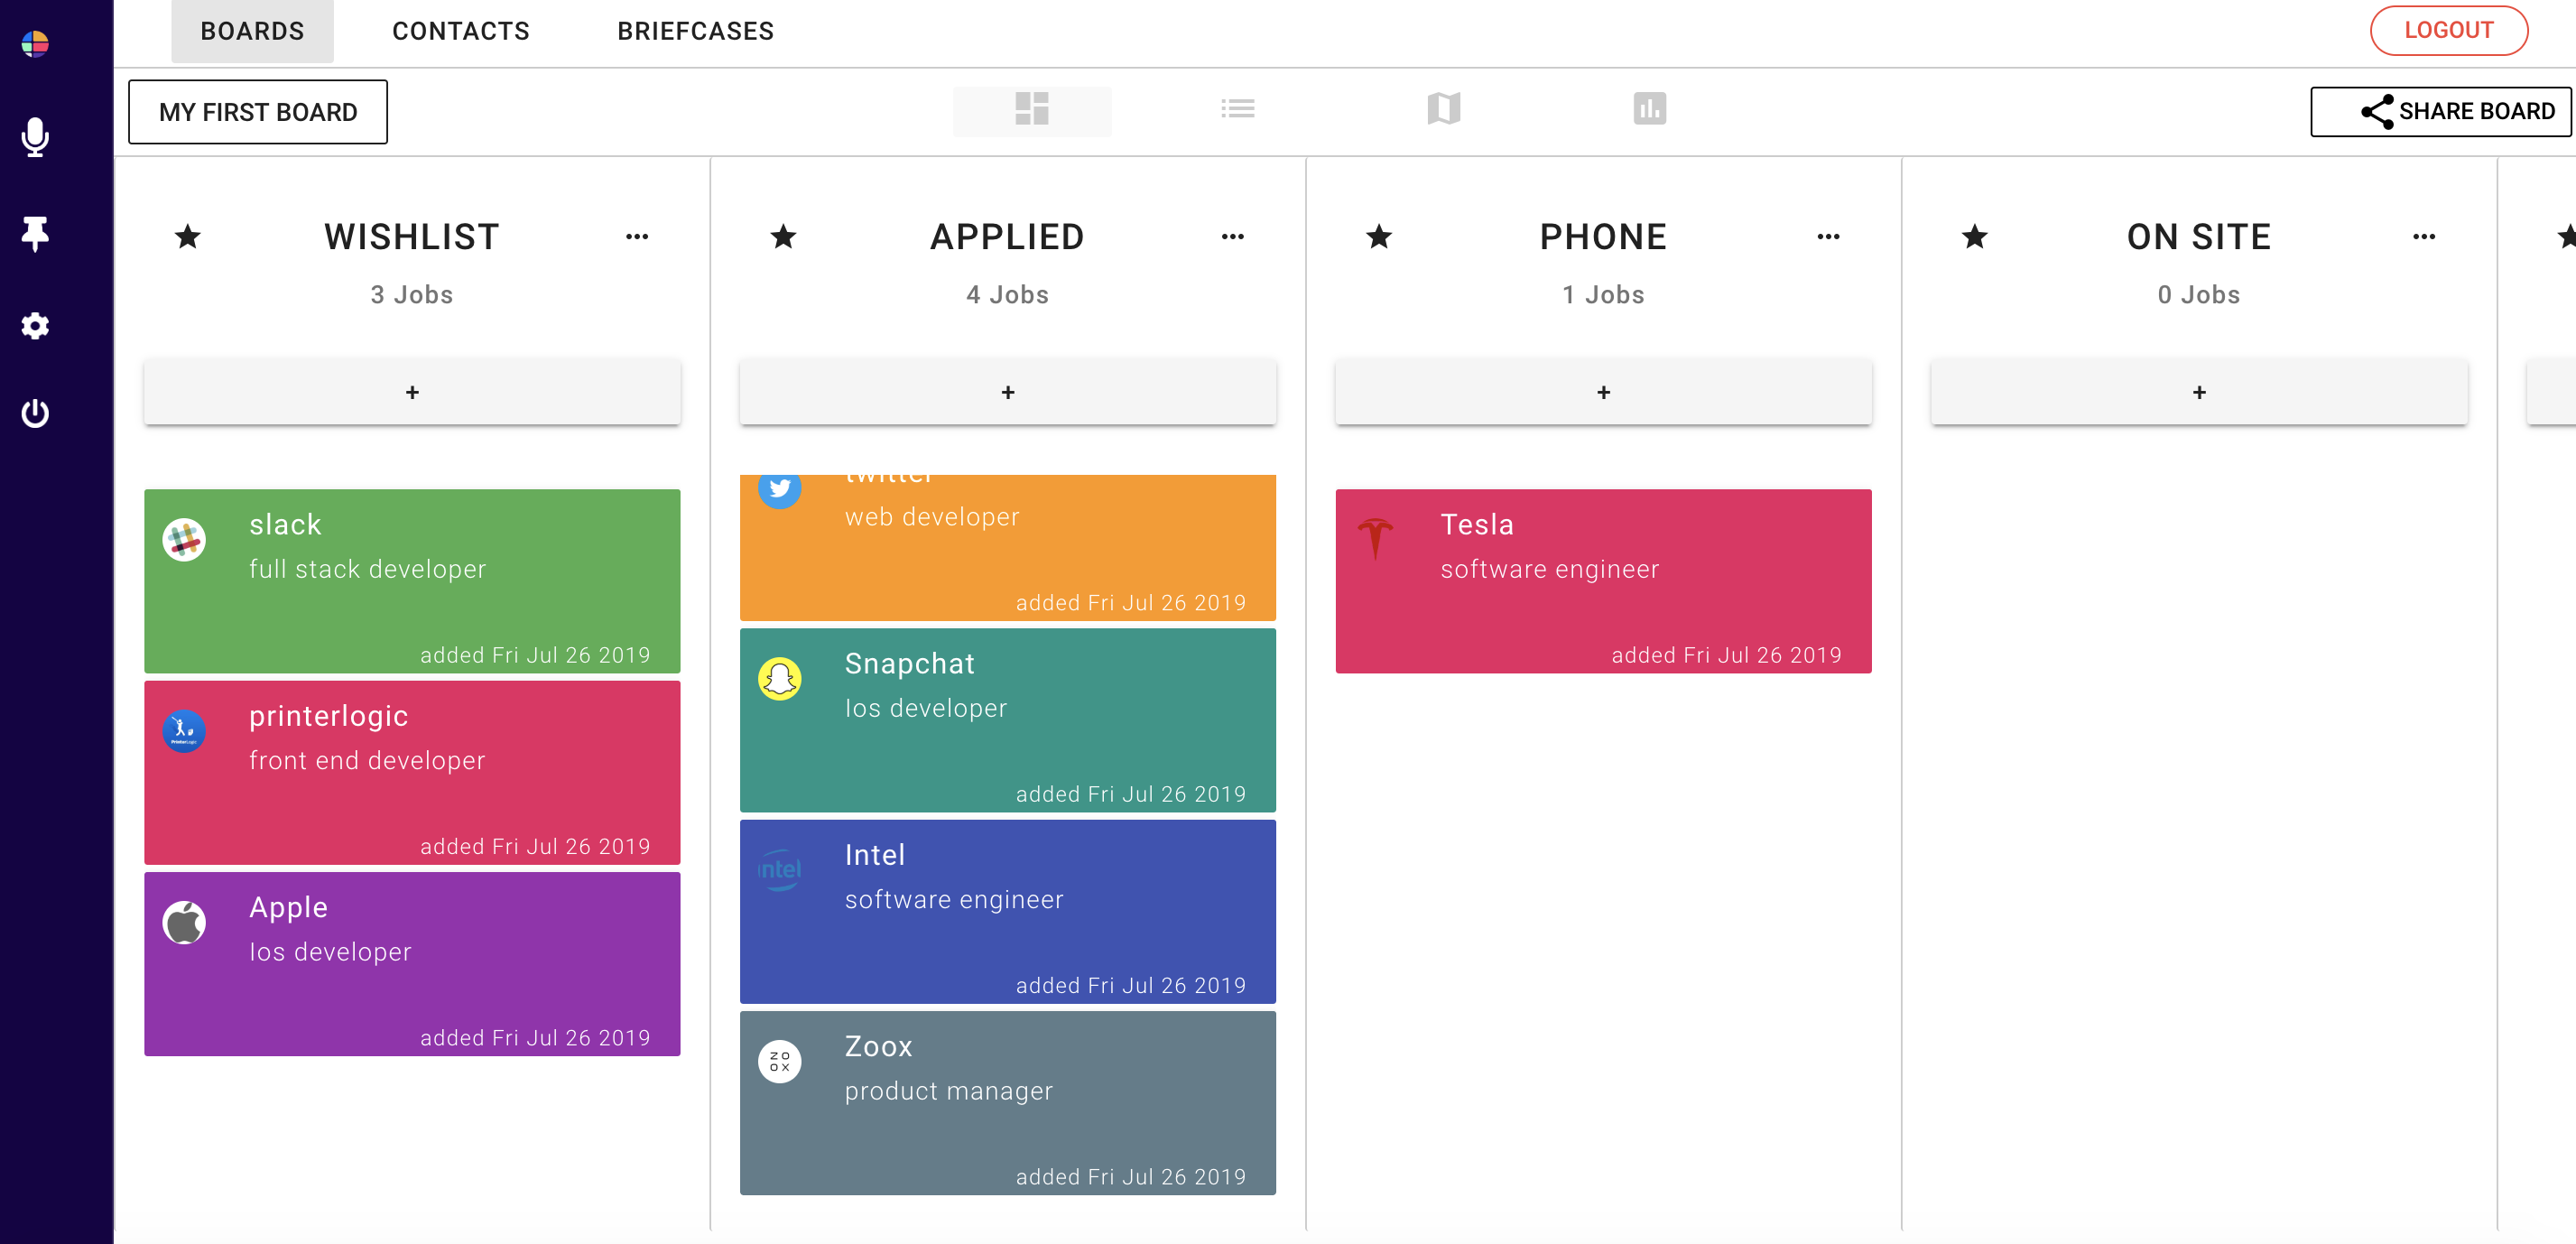 BOARDS CONTACTS BRIEFCASES LOGOUT
MY FIRST BOARD SHARE BOARD
WISHLIST
3 Jobs
+
slack
full stack developer
added Fri Jul 26 2019
printerlogic
front end developer
added Fri Jul 26 2019
Apple
Ios developer
added Fri Jul 26 2019
APPLIED
4 Jobs
+
twitter
web developer
added Fri Jul 26 2019
Snapchat
Ios developer
added Fri Jul 26 2019
intel
Intel
software engineer
added Fri Jul 26 2019
ZO
OX
Zoox
product manager
added Fri Jul 26 2019
PHONE
1 Jobs
+
Tesla
software engineer
added Fri Jul 26 2019
ON SITE
0 Jobs
+